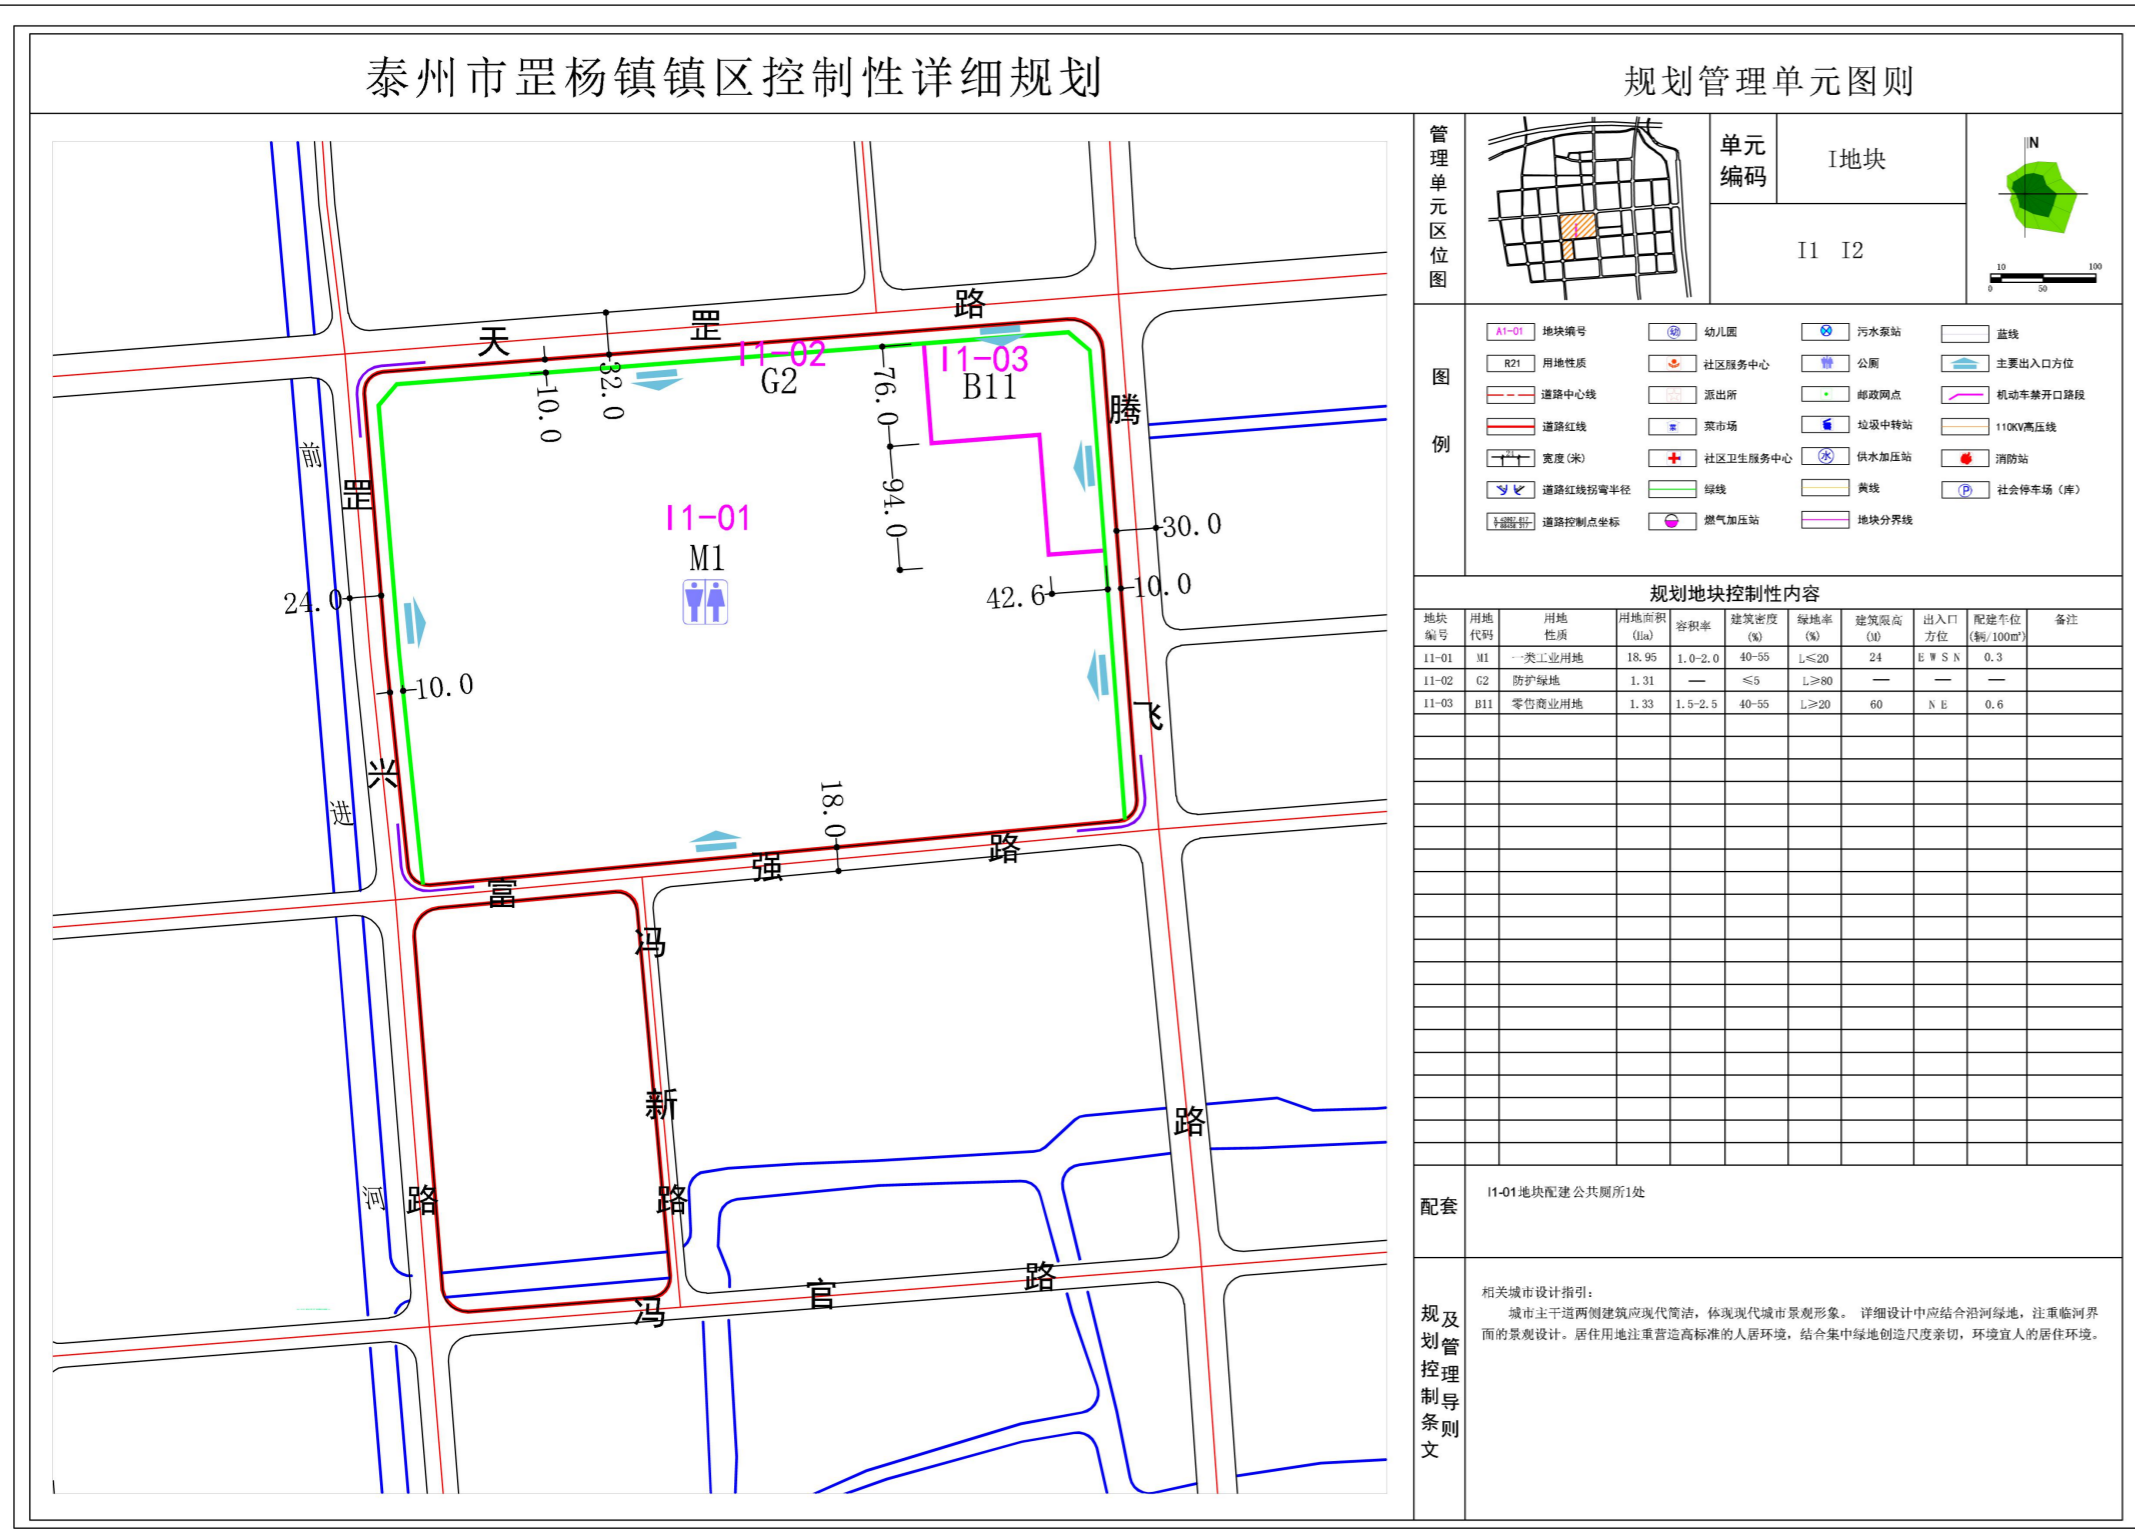 泰州市罡杨镇镇区控制性详细规划
规划管理单元图则
管理单元区位图
I
单元编码
I地块
I1 I2
N
10 100
0 50
图例
A1-01 地块编号
幼 幼儿园
污水泵站
蓝线
R21 用地性质
社区服务中心
公厕
主要出入口方位
道路中心线
派出所
邮政网点
机动车禁开口路段
道路红线
菜市场
垃圾中转站
110KV高压线
宽度(米)
社区卫生服务中心
水 供水加压站
消防站
道路红线拐弯半径
绿线
黄线
P 社会停车场（库）
道路控制点坐标
燃气加压站
地块分界线
规划地块控制性内容
地块编号 用地代码 用地性质 用地面积(Ha) 容积率 建筑密度(%) 绿地率(%) 建筑限高(M) 出入口方位 配建车位(辆/100㎡) 备注
I1-01 M1 一类工业用地 18.95 1.0-2.0 40-55 L≤20 24 E W S N 0.3
I1-02 G2 防护绿地 1.31 — ≤5 L≥80 — — —
I1-03 B11 零售商业用地 1.33 1.5-2.5 40-55 L≥20 60 N E 0.6
配套
I1-01地块配建公共厕所1处
规划控制条文及管理导则
相关城市设计指引：
城市主干道两侧建筑应现代简洁，体现现代城市景观形象。 详细设计中应结合沿河绿地，注重临河界
面的景观设计。居住用地注重营造高标准的人居环境，结合集中绿地创造尺度亲切，环境宜人的居住环境。
天罡路
I1-02
G2
I1-03
B11
32.0
10.0
76.0
94.0
腾飞路
前进河
罡兴路
I1-01
M1
30.0
10.0
42.6
24.0
10.0
18.0
富强路
冯新路
冯官路